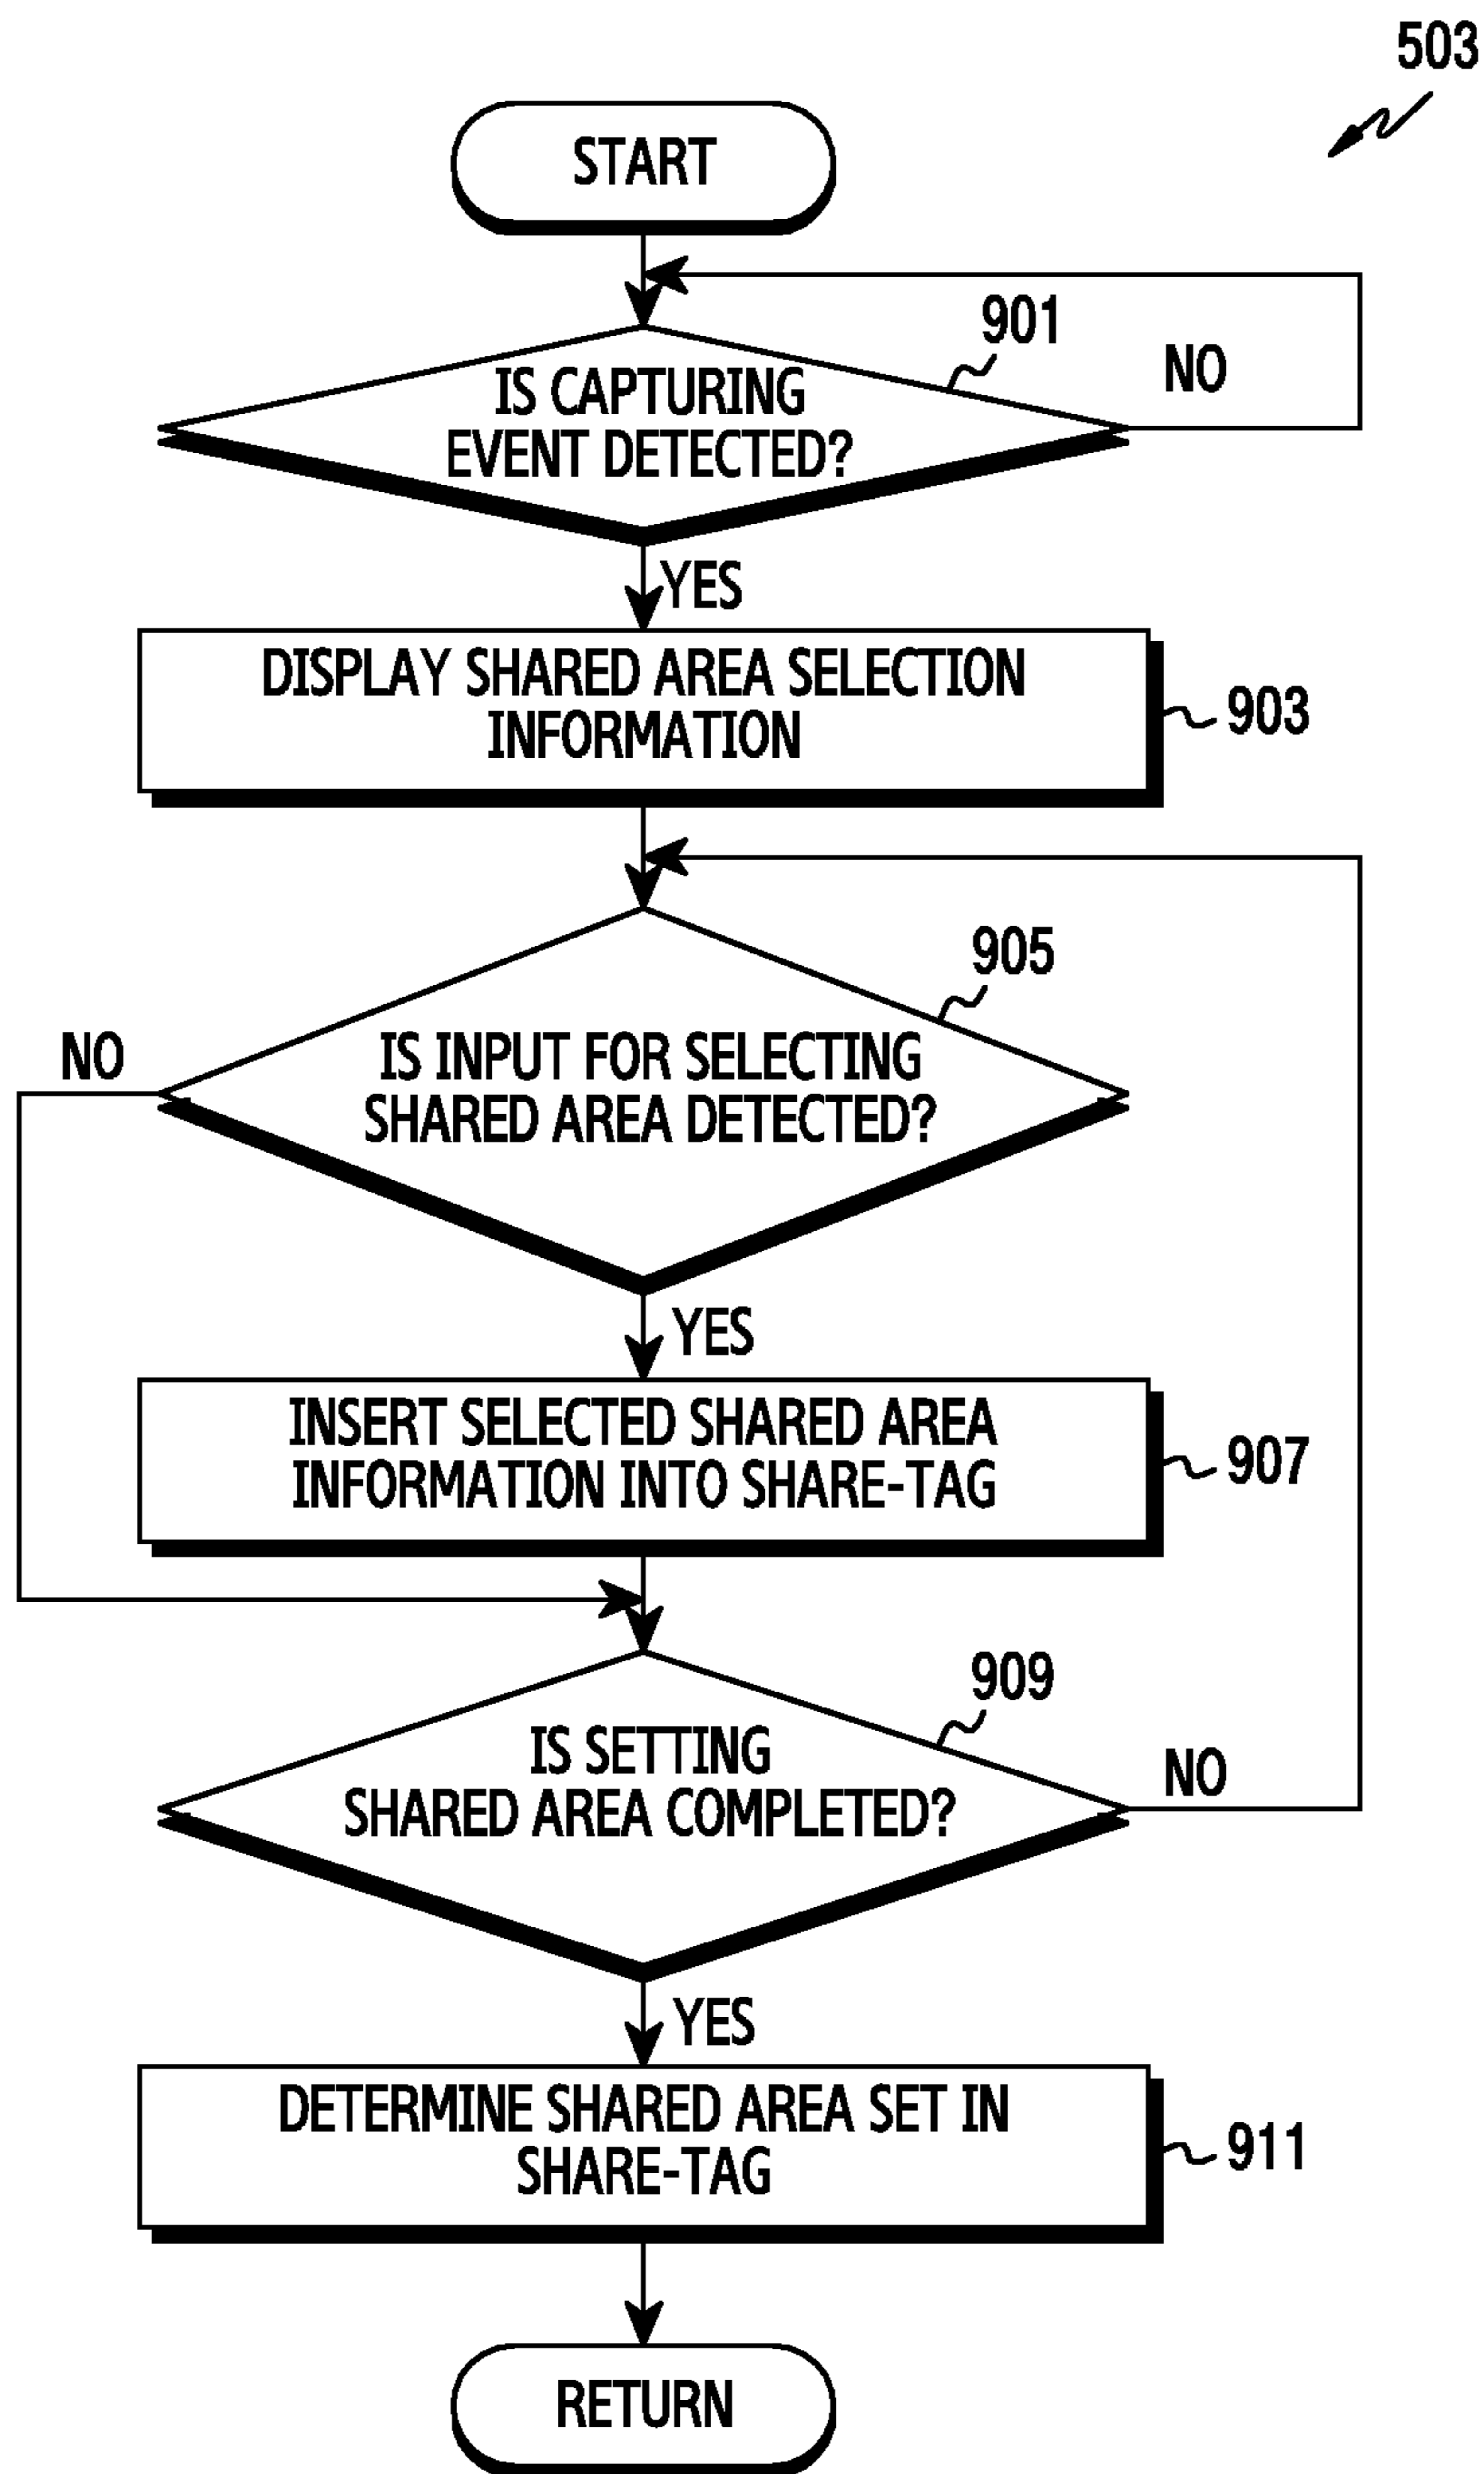 503
START
901
NO
IS CAPTURING
EVENT DETECTED?
YES
DISPLAY SHARED AREA SELECTION
INFORMATION
903
905
NO
IS INPUT FOR SELECTING
SHARED AREA DETECTED?
YES
INSERT SELECTED SHARED AREA
INFORMATION INTO SHARE-TAG
907
909
IS SETTING
SHARED AREA COMPLETED?
NO
YES
DETERMINE SHARED AREA SET IN
SHARE-TAG
911
RETURN